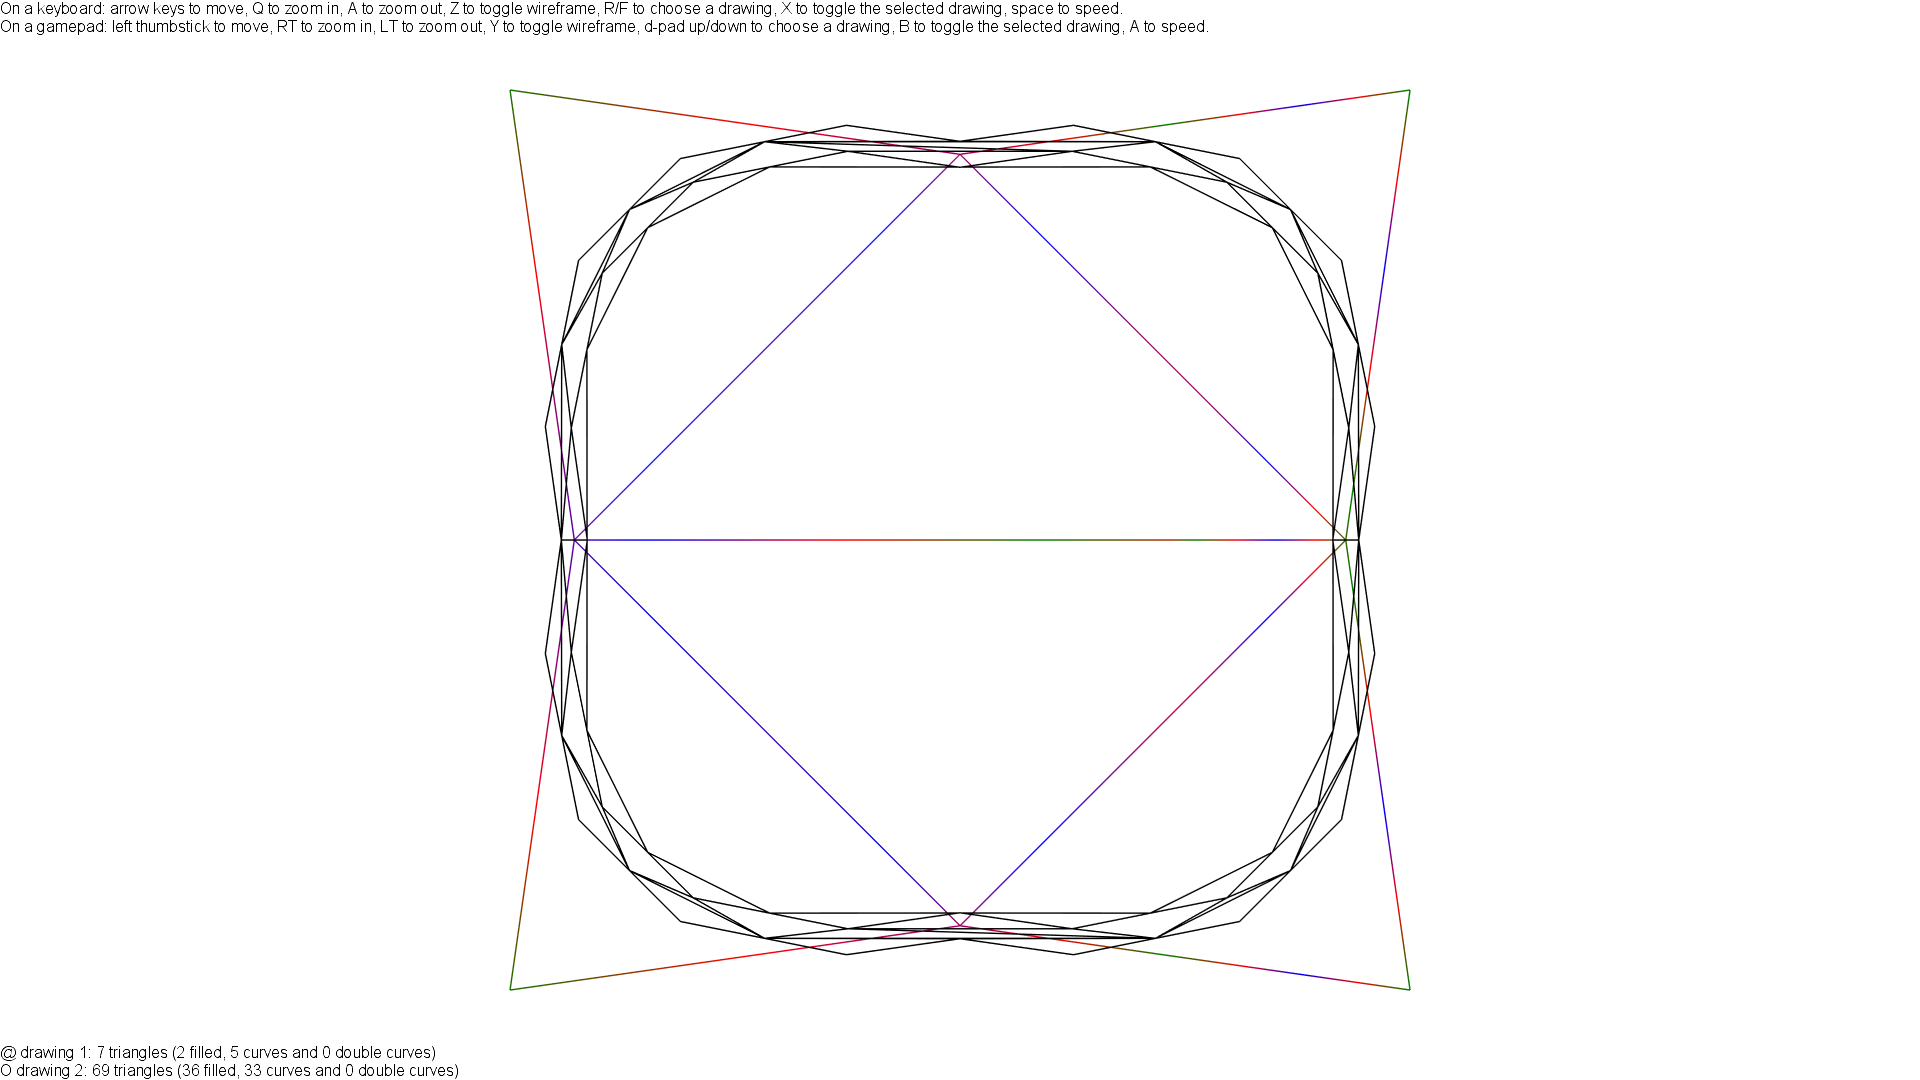 On a keyboard: arrow keys to move, Q to zoom in, A to zoom out, Z to toggle wireframe, R/F to choose a drawing, X to toggle the selected drawing, space to speed.
On a gamepad: left thumbstick to move, RT to zoom in, LT to zoom out, Y to toggle wireframe, d-pad up/down to choose a drawing, B to toggle the selected drawing, A to speed.
@ drawing 1: 7 triangles (2 filled, 5 curves and 0 double curves)
O drawing 2: 69 triangles (36 filled, 33 curves and 0 double curves)